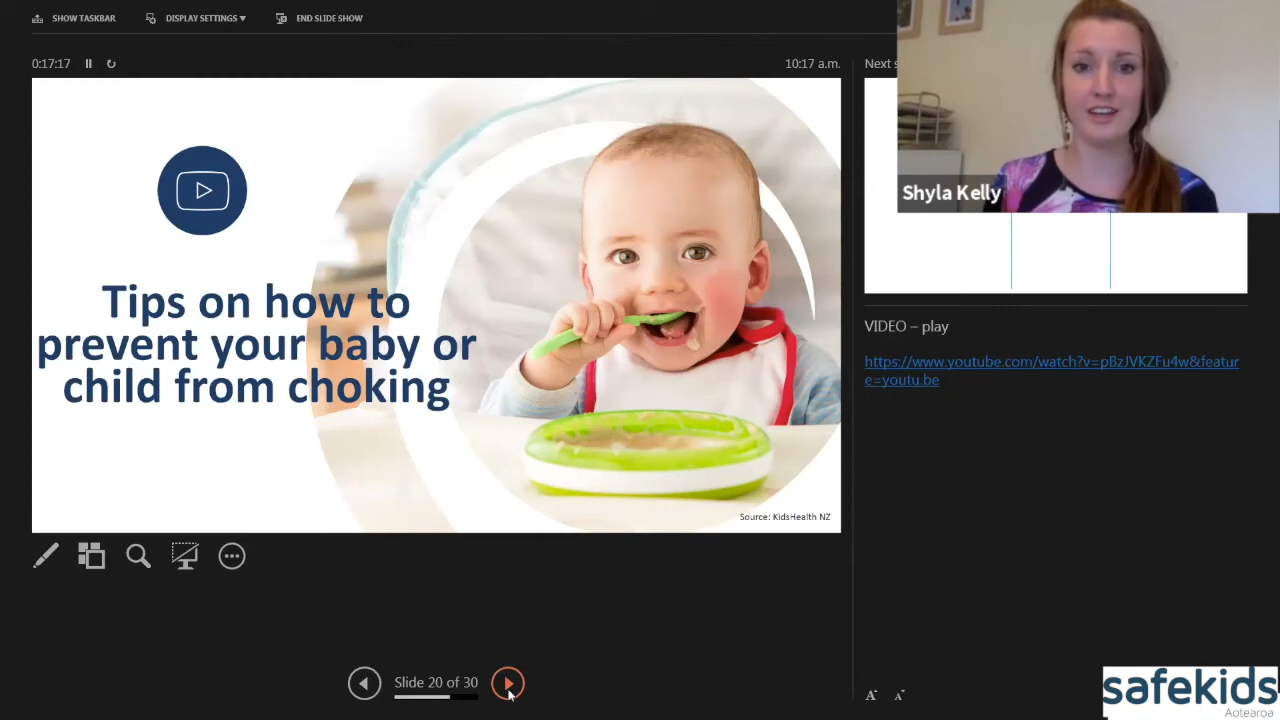 SHOW TASKBAR
DISPLAY SETTINGS ▼
END SLIDE SHOW
0:17:17
10:17 a.m.
Next s
Shyla Kelly
Tips on how to
prevent your baby or
child from choking
Source: KidsHealth NZ
VIDEO – play
https://www.youtube.com/watch?v=pBzJVKZFu4w&featur
e=youtu.be
Slide 20 of 30
A
A
safekids
Aotearoa